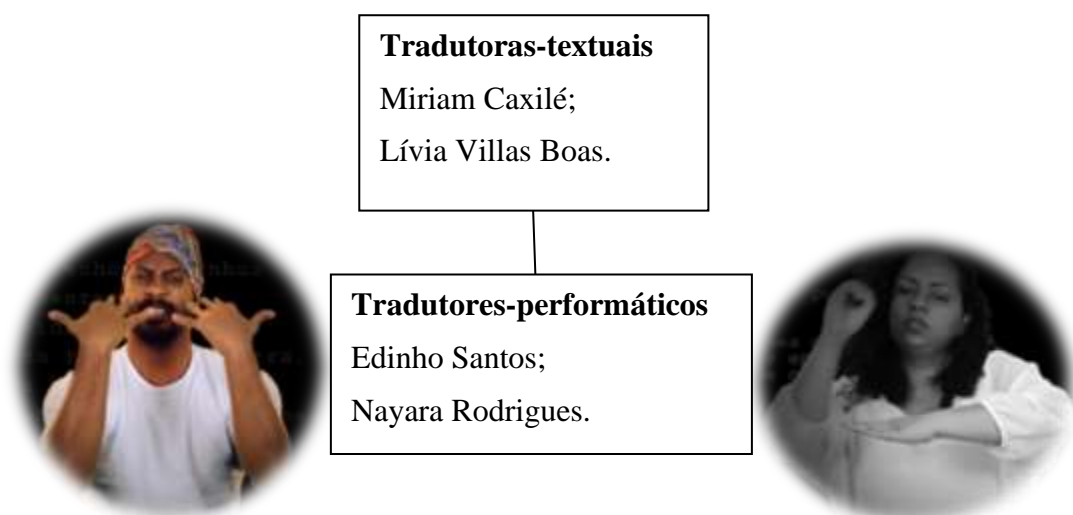 Tradutoras-textuais
Miriam Caxilé;
Lívia Villas Boas.
Tradutores-performáticos
Edinho Santos;
Nayara Rodrigues.